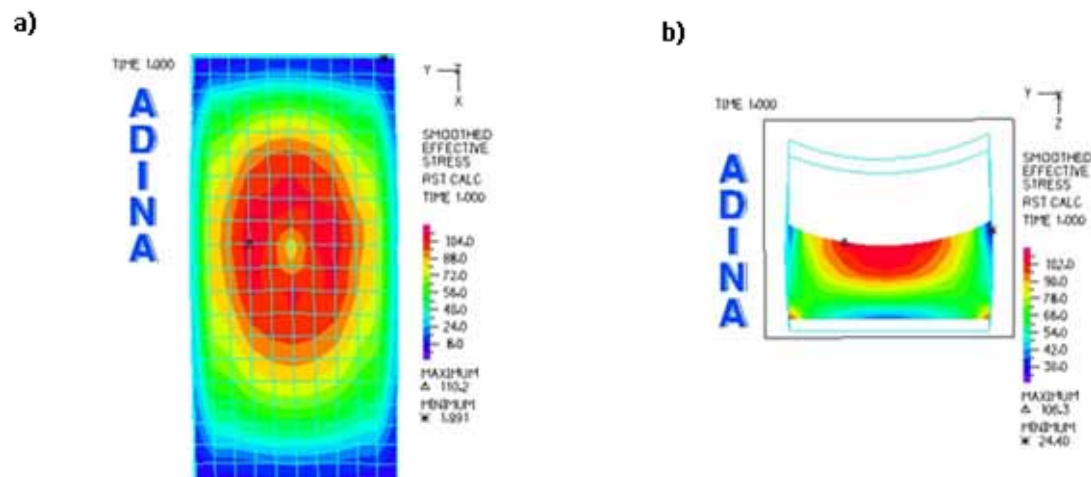 a)
TIME 1.000
A
D
I
N
A
Y
Z
X
SMOOTHED
EFFECTIVE
STRESS
RST CALC
TIME 1.000
104.0
88.0
72.0
56.0
40.0
24.0
8.0
MAXIMUM
△ 110.2
MINIMUM
✱ 1.991
b)
TIME 1.000
A
D
I
N
A
Y
X
Z
SMOOTHED
EFFECTIVE
STRESS
RST CALC
TIME 1.000
102.0
90.0
78.0
66.0
54.0
42.0
30.0
MAXIMUM
△ 106.3
MINIMUM
✱ 24.40